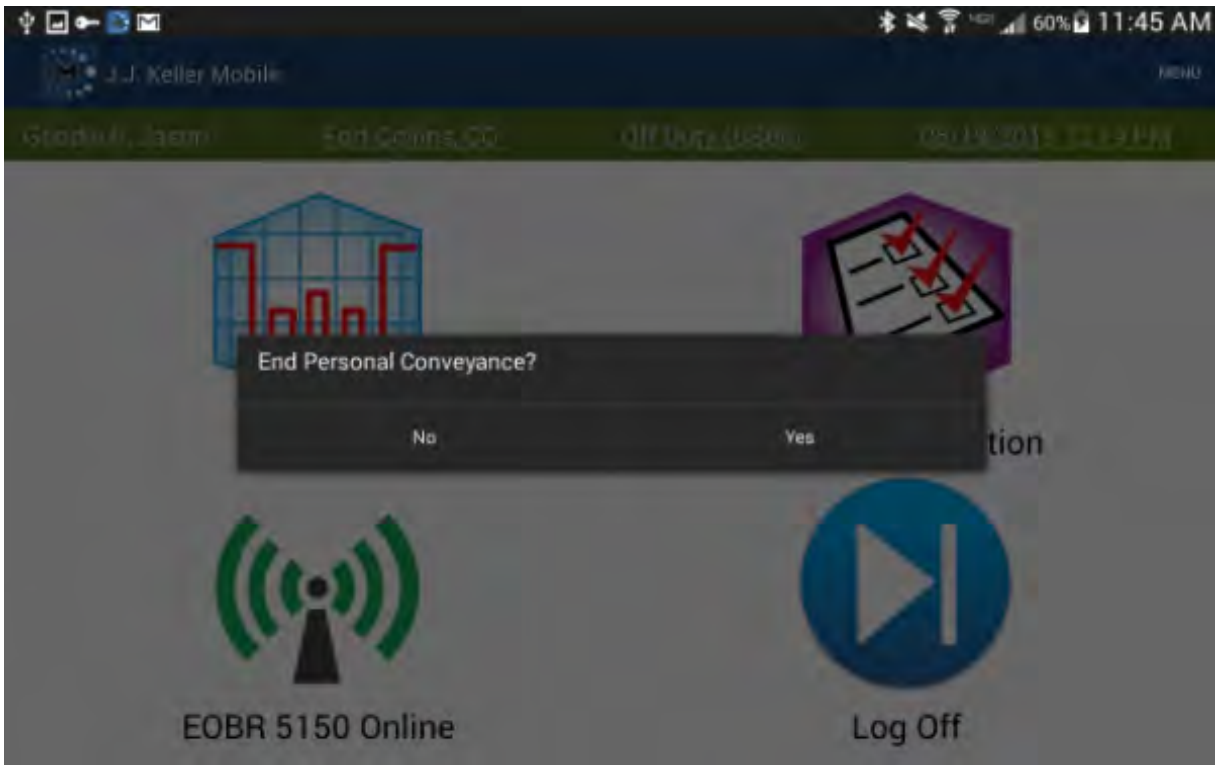 60% 11:45 AM
J.J. Keller Mobile
MENU
Fort Collins, CO
End Personal Conveyance?
No Yes
tion
EOBR 5150 Online Log Off